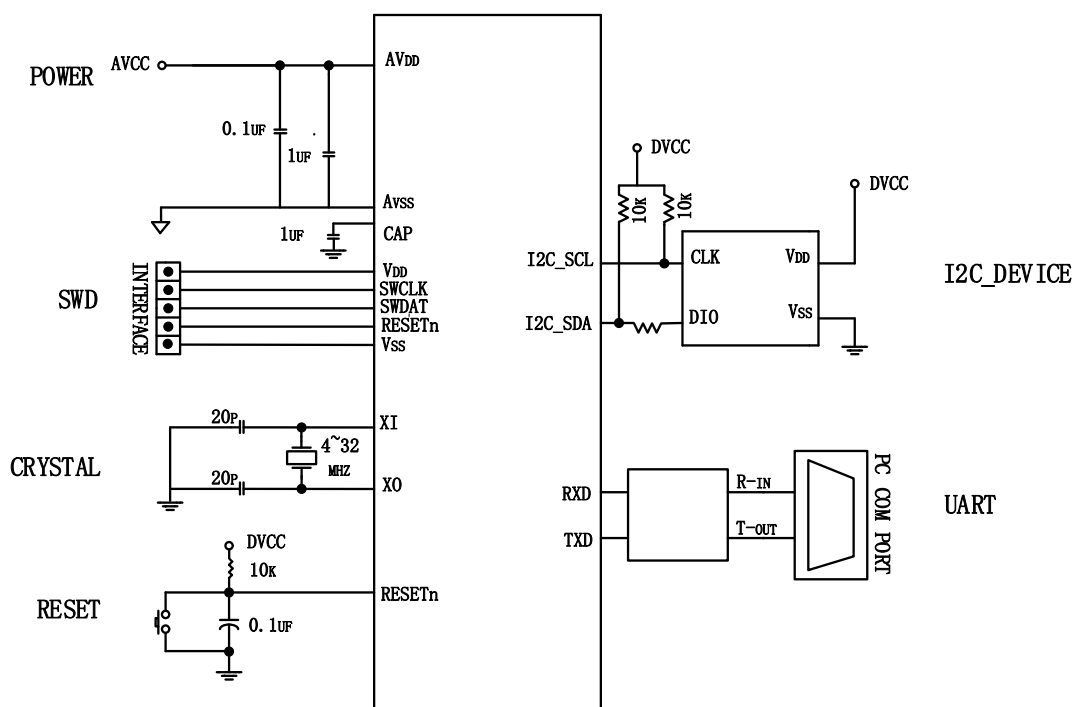 POWER
AVCC
AVDD
0.1UF
1UF
AVSS
CAP
1UF
SWD
INTERFACE
VDD
SWCLK
SWDAT
RESETn
VSS
CRYSTAL
20P
XI
4~32
MHZ
20P
XO
RESET
DVCC
10K
RESETn
0.1UF
DVCC
10K
10K
DVCC
I2C_SCL
CLK
VDD
I2C_DEVICE
I2C_SDA
DIO
VSS
RXD
R-IN
PC COM PORT
UART
TXD
T-OUT